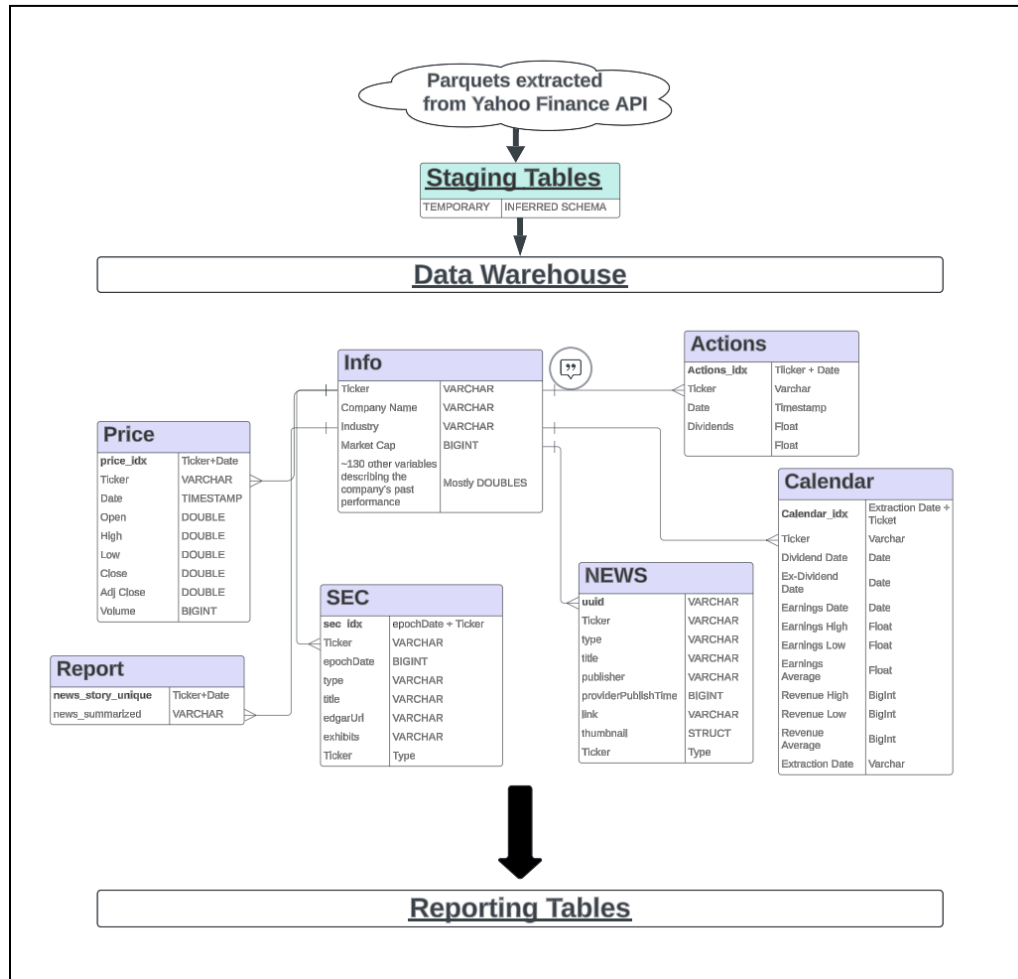 Parquets extracted
from Yahoo Finance API
Staging Tables
TEMPORARY INFERRED SCHEMA
Data Warehouse
Info
Ticker VARCHAR
Company Name VARCHAR
Industry VARCHAR
Market Cap BIGINT
~130 other variables
describing the
company's past
performance
Mostly DOUBLES
Actions
Actions_idx Tiicker + Date
Ticker Varchar
Date Timestamp
Dividends Float
Float
Price
price_idx Ticker+Date
Ticker VARCHAR
Date TIMESTAMP
Open DOUBLE
High DOUBLE
Low DOUBLE
Close DOUBLE
Adj Close DOUBLE
Volume BIGINT
Calendar
Calendar_idx
Extraction Date +
Ticket
Ticker Varchar
Dividend Date Date
Ex-Dividend
Date
Date
Earnings Date Date
Earnings High Float
Earnings Low Float
Earnings
Average
Float
Revenue High BigInt
Revenue Low BigInt
Revenue
Average
BigInt
Extraction Date Varchar
SEC
sec_idx epochDate + Ticker
Ticker VARCHAR
epochDate BIGINT
type VARCHAR
title VARCHAR
edgarUrl VARCHAR
exhibits VARCHAR
Ticker Type
NEWS
uuid VARCHAR
Ticker VARCHAR
type VARCHAR
title VARCHAR
publisher VARCHAR
providerPublishTime BIGINT
link VARCHAR
thumbnail STRUCT
Ticker Type
Report
news_story_unique Ticker+Date
news_summarized VARCHAR
Reporting Tables